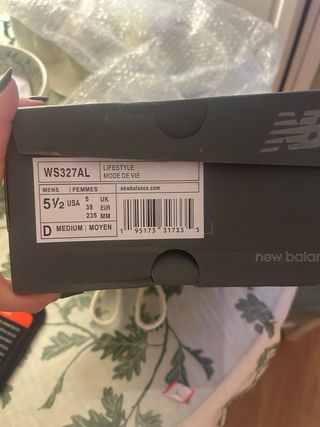 WS327AL
LIFESTYLE
MODE DE VIE
MENS | FEMMES
newbalance.com
5½ USA
5 UK
38 EUR
235 MM
D MEDIUM | MOYEN
1 95173 31733 5
NB
new balan